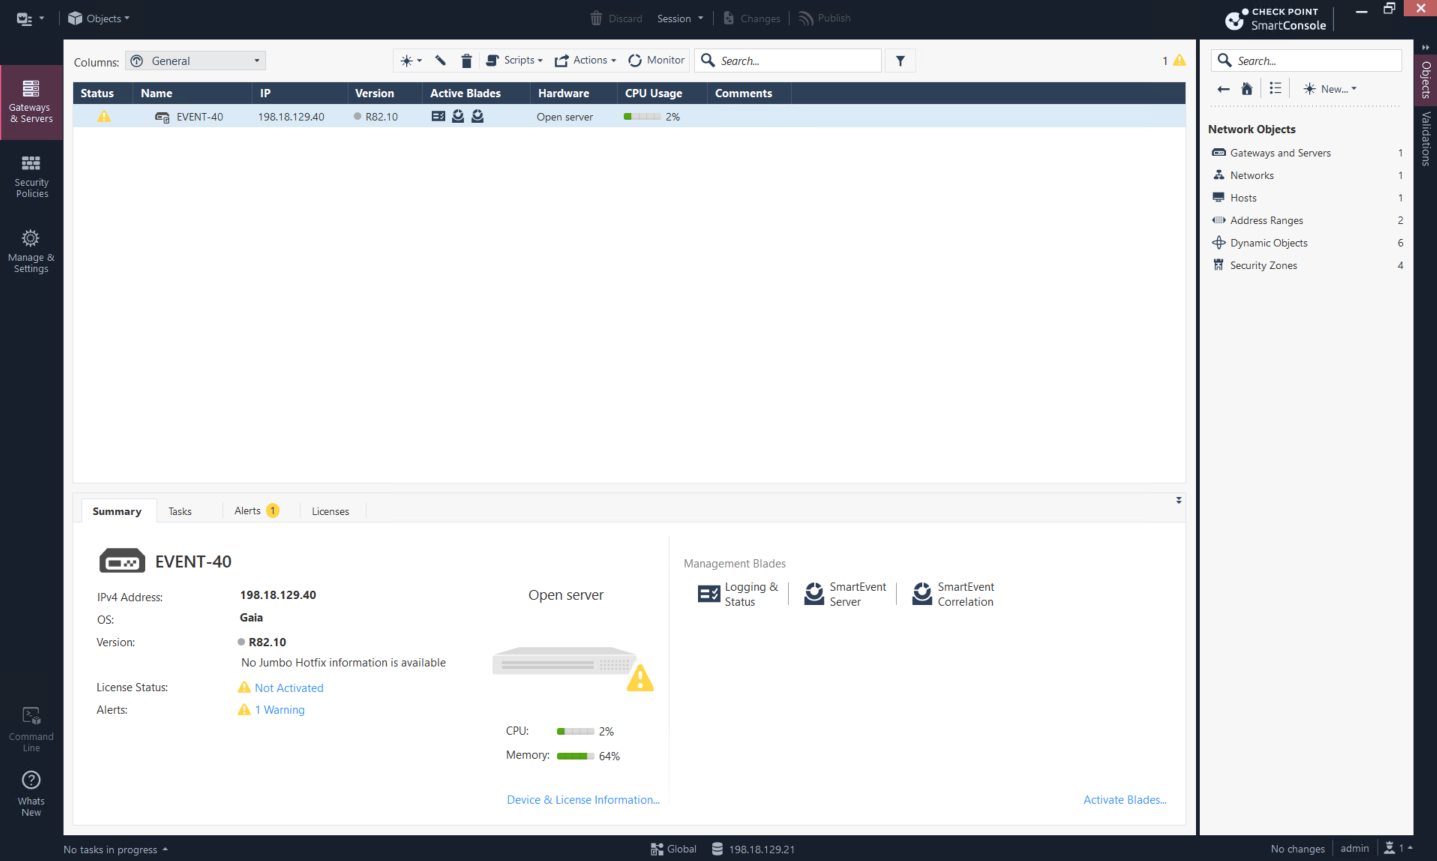 Objects
Discard
Session
Changes
Publish
CHECK POINT
SmartConsole
Columns:
General
Scripts
Actions
Monitor
Search...
1
Status
Name
IP
Version
Active Blades
Hardware
CPU Usage
Comments
EVENT-40
198.18.129.40
R82.10
Open server
2%
Gateways
& Servers
Security
Policies
Manage &
Settings
Command
Line
Whats
New
Summary
Tasks
Alerts 1
Licenses
EVENT-40
IPv4 Address: 198.18.129.40
OS: Gaia
Version: R82.10
No Jumbo Hotfix information is available
License Status: Not Activated
Alerts: 1 Warning
Open server
CPU: 2%
Memory: 64%
Device & License Information...
Management Blades
Logging &
Status
SmartEvent
Server
SmartEvent
Correlation
Activate Blades...
Search...
New...
Network Objects
Gateways and Servers 1
Networks 1
Hosts 1
Address Ranges 2
Dynamic Objects 6
Security Zones 4
Objects
Validations
No tasks in progress
Global
198.18.129.21
No changes
admin
1